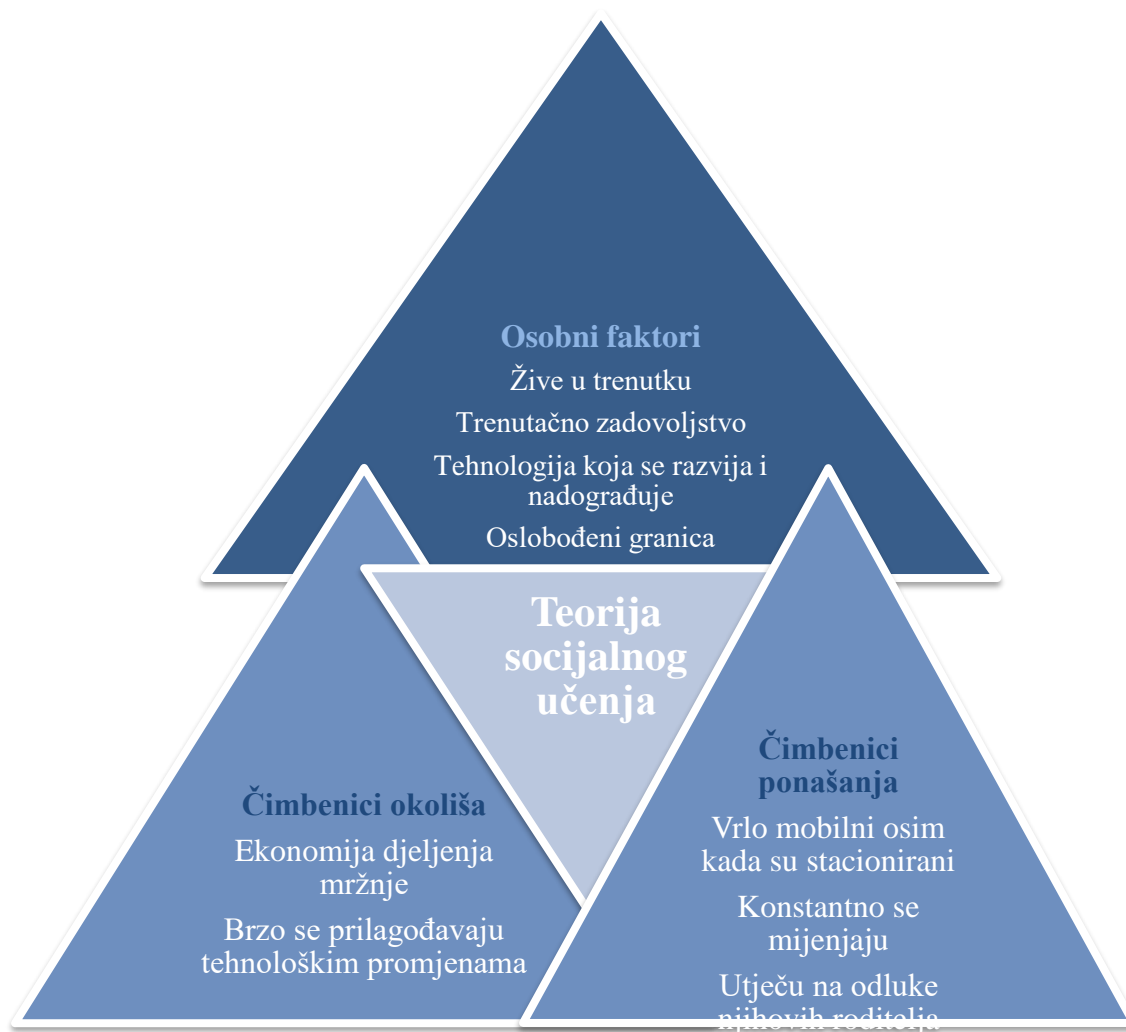 Osobni faktori
Žive u trenutku
Trenutačno zadovoljstvo
Tehnologija koja se razvija i
nadograđuje
Oslobođeni granica
Teorija
socijalnog
učenja
Čimbenici okoliša
Ekonomija djeljenja
mržnje
Brzo se prilagođavaju
tehnološkim promjenama
Čimbenici
ponašanja
Vrlo mobilni osim
kada su stacionirani
Konstantno se
mijenjaju
Utječu na odluke
njihovih roditelja